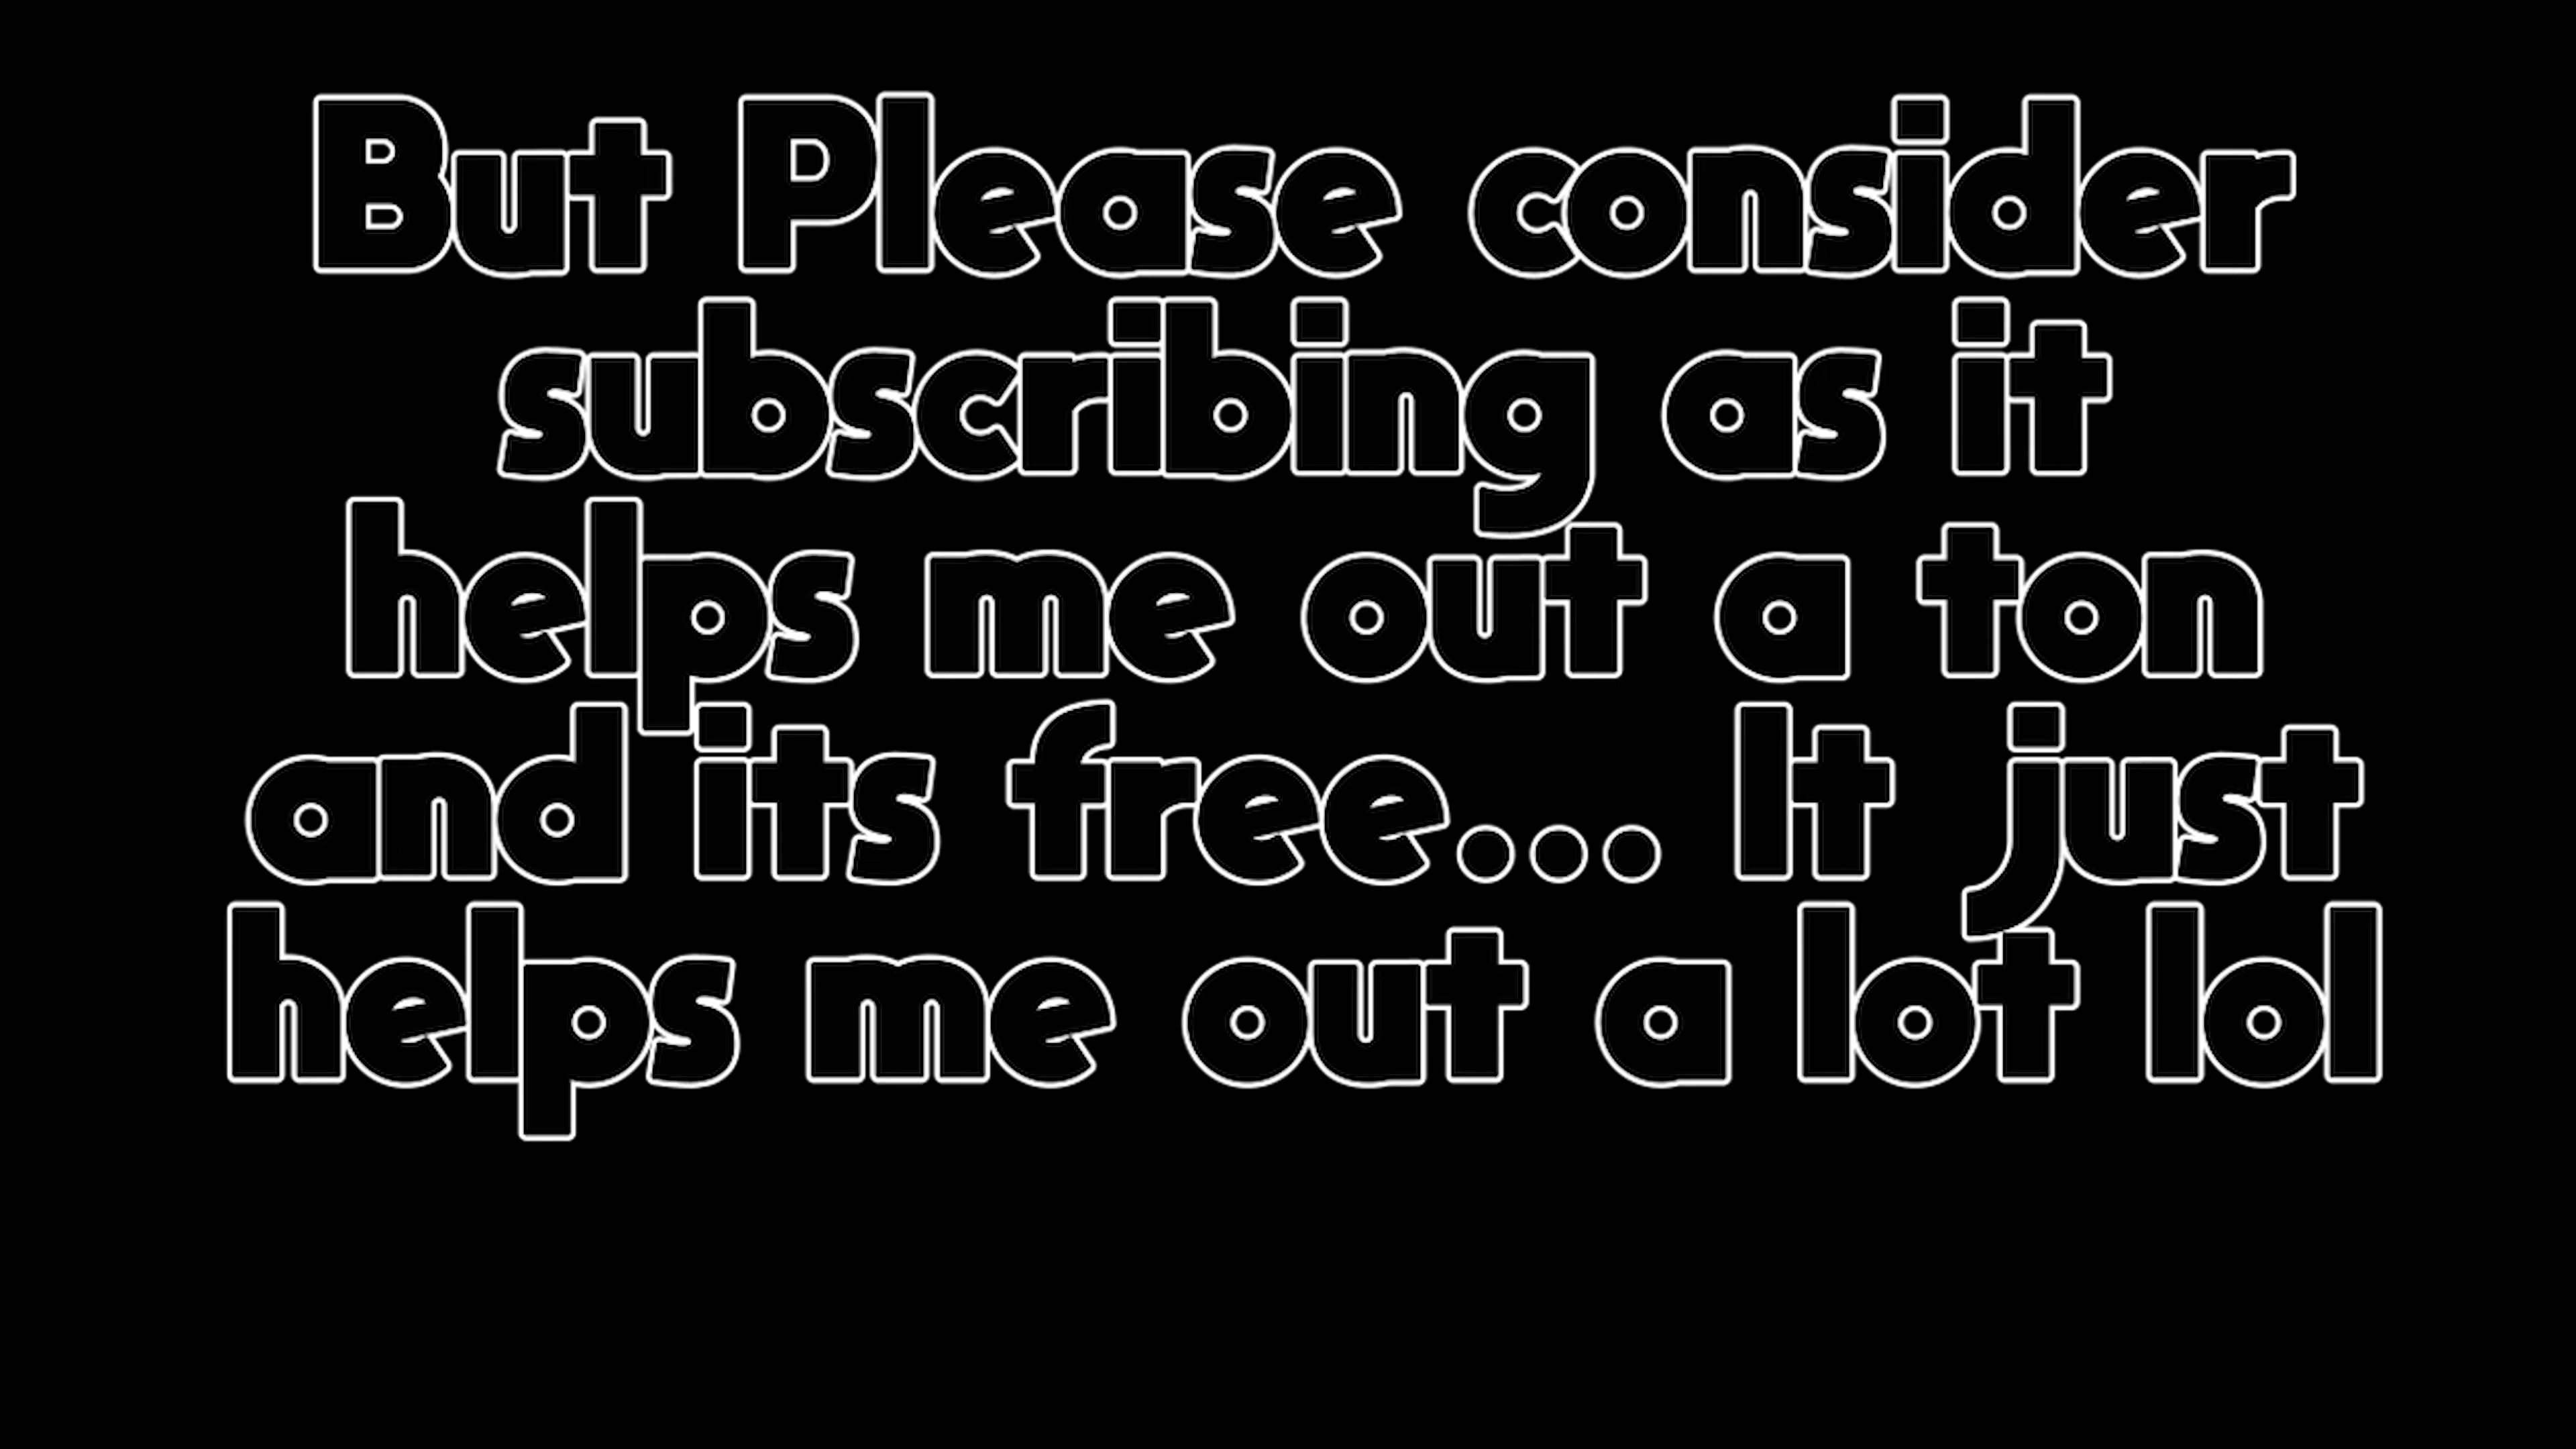 But Please consider
subscribing as it
helps me out a ton
and its free... It just
helps me out a lot lol